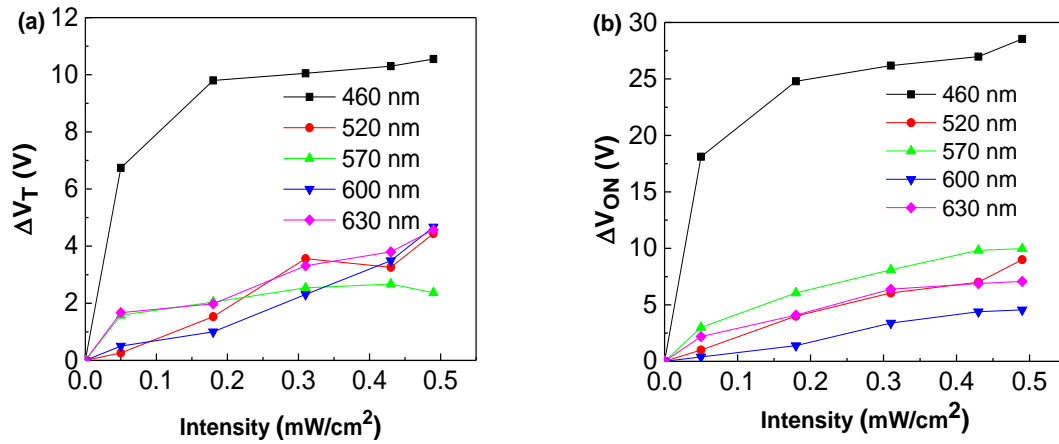 (a)
12
10
8
6
4
2
0
ΔV_T (V)
460 nm
520 nm
570 nm
600 nm
630 nm
0.0 0.1 0.2 0.3 0.4 0.5
Intensity (mW/cm²)
(b)
30
25
20
15
10
5
0
ΔV_ON (V)
460 nm
520 nm
570 nm
600 nm
630 nm
0.0 0.1 0.2 0.3 0.4 0.5
Intensity (mW/cm²)